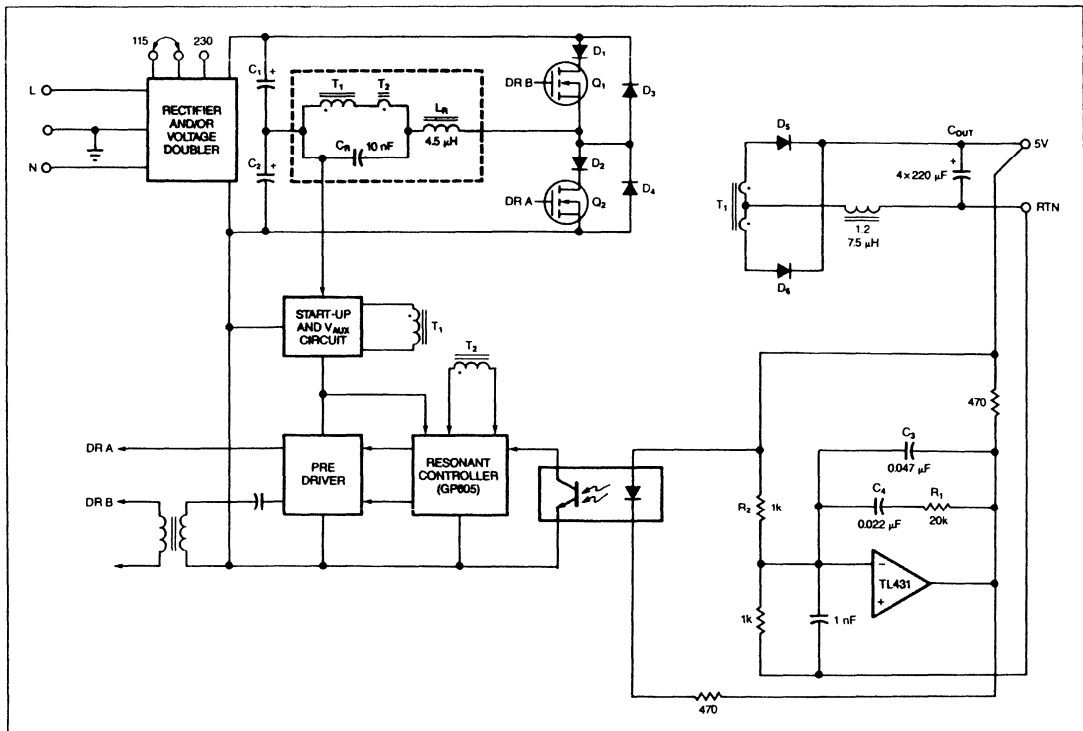 115
230
L
N
RECTIFIER
AND/OR
VOLTAGE
DOUBLER
C1
+
C2
+
T1
T2
CR
10 nF
LR
4.5 µH
D1
DR B
Q1
D3
D2
DR A
Q2
D4
D5
COUT
+
4×220 µF
5V
RTN
T1
1.2
7.5 µH
D6
START-UP
AND VAUX
CIRCUIT
T1
T2
DR A
DR B
PRE
DRIVER
RESONANT
CONTROLLER
(GP605)
470
C3
0.047 µF
C4
0.022 µF
R1
20k
R2
1k
−
TL431
+
1k
1 nF
470